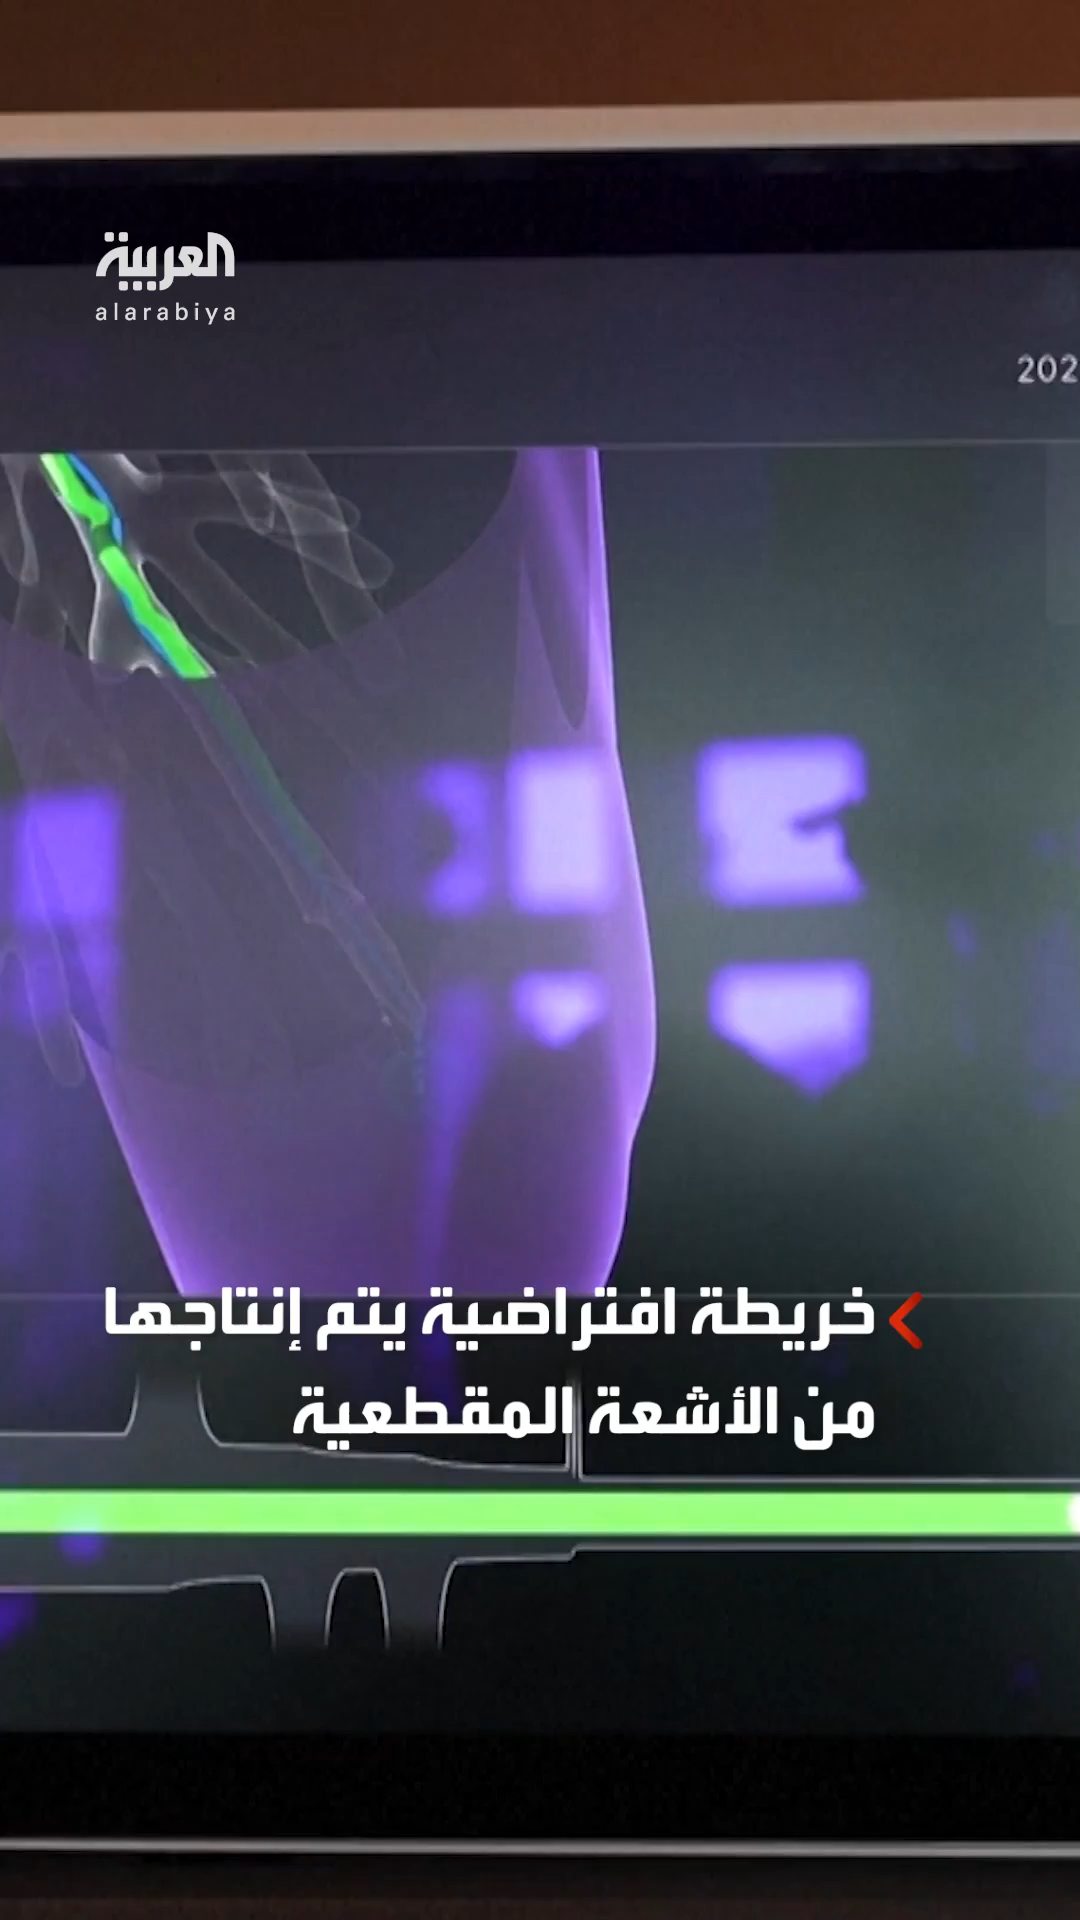 العربية
alarabiya
202
خريطة افتراضية يتم إنتاجها
من الأشعة المقطعية